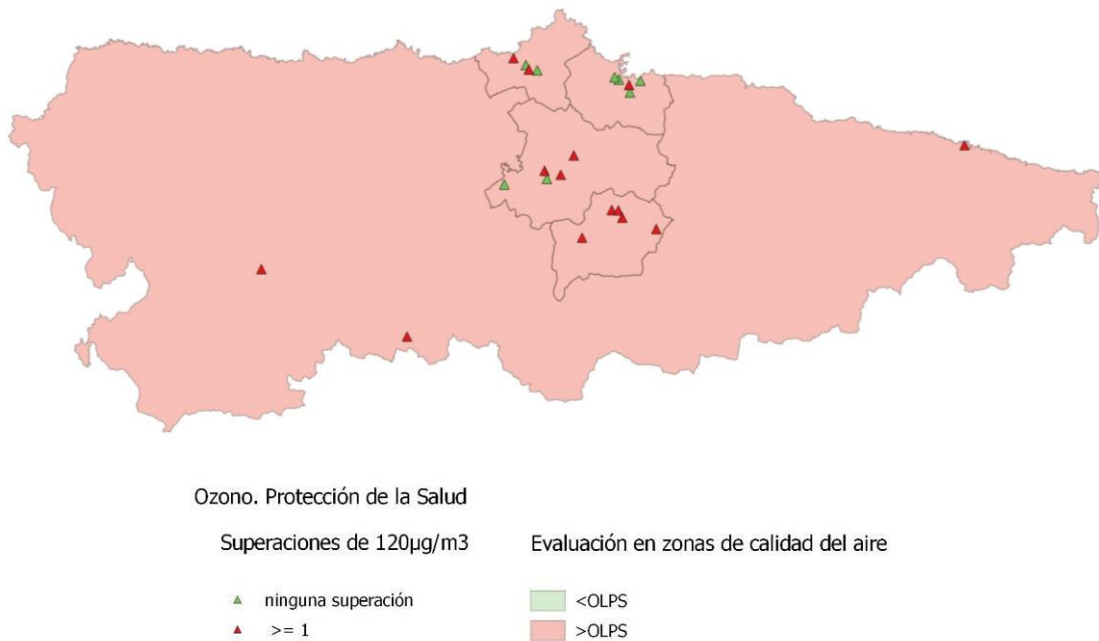 Ozono. Protección de la Salud
Superaciones de 120µg/m3
Evaluación en zonas de calidad del aire
ninguna superación
<OLPS
>= 1
>OLPS